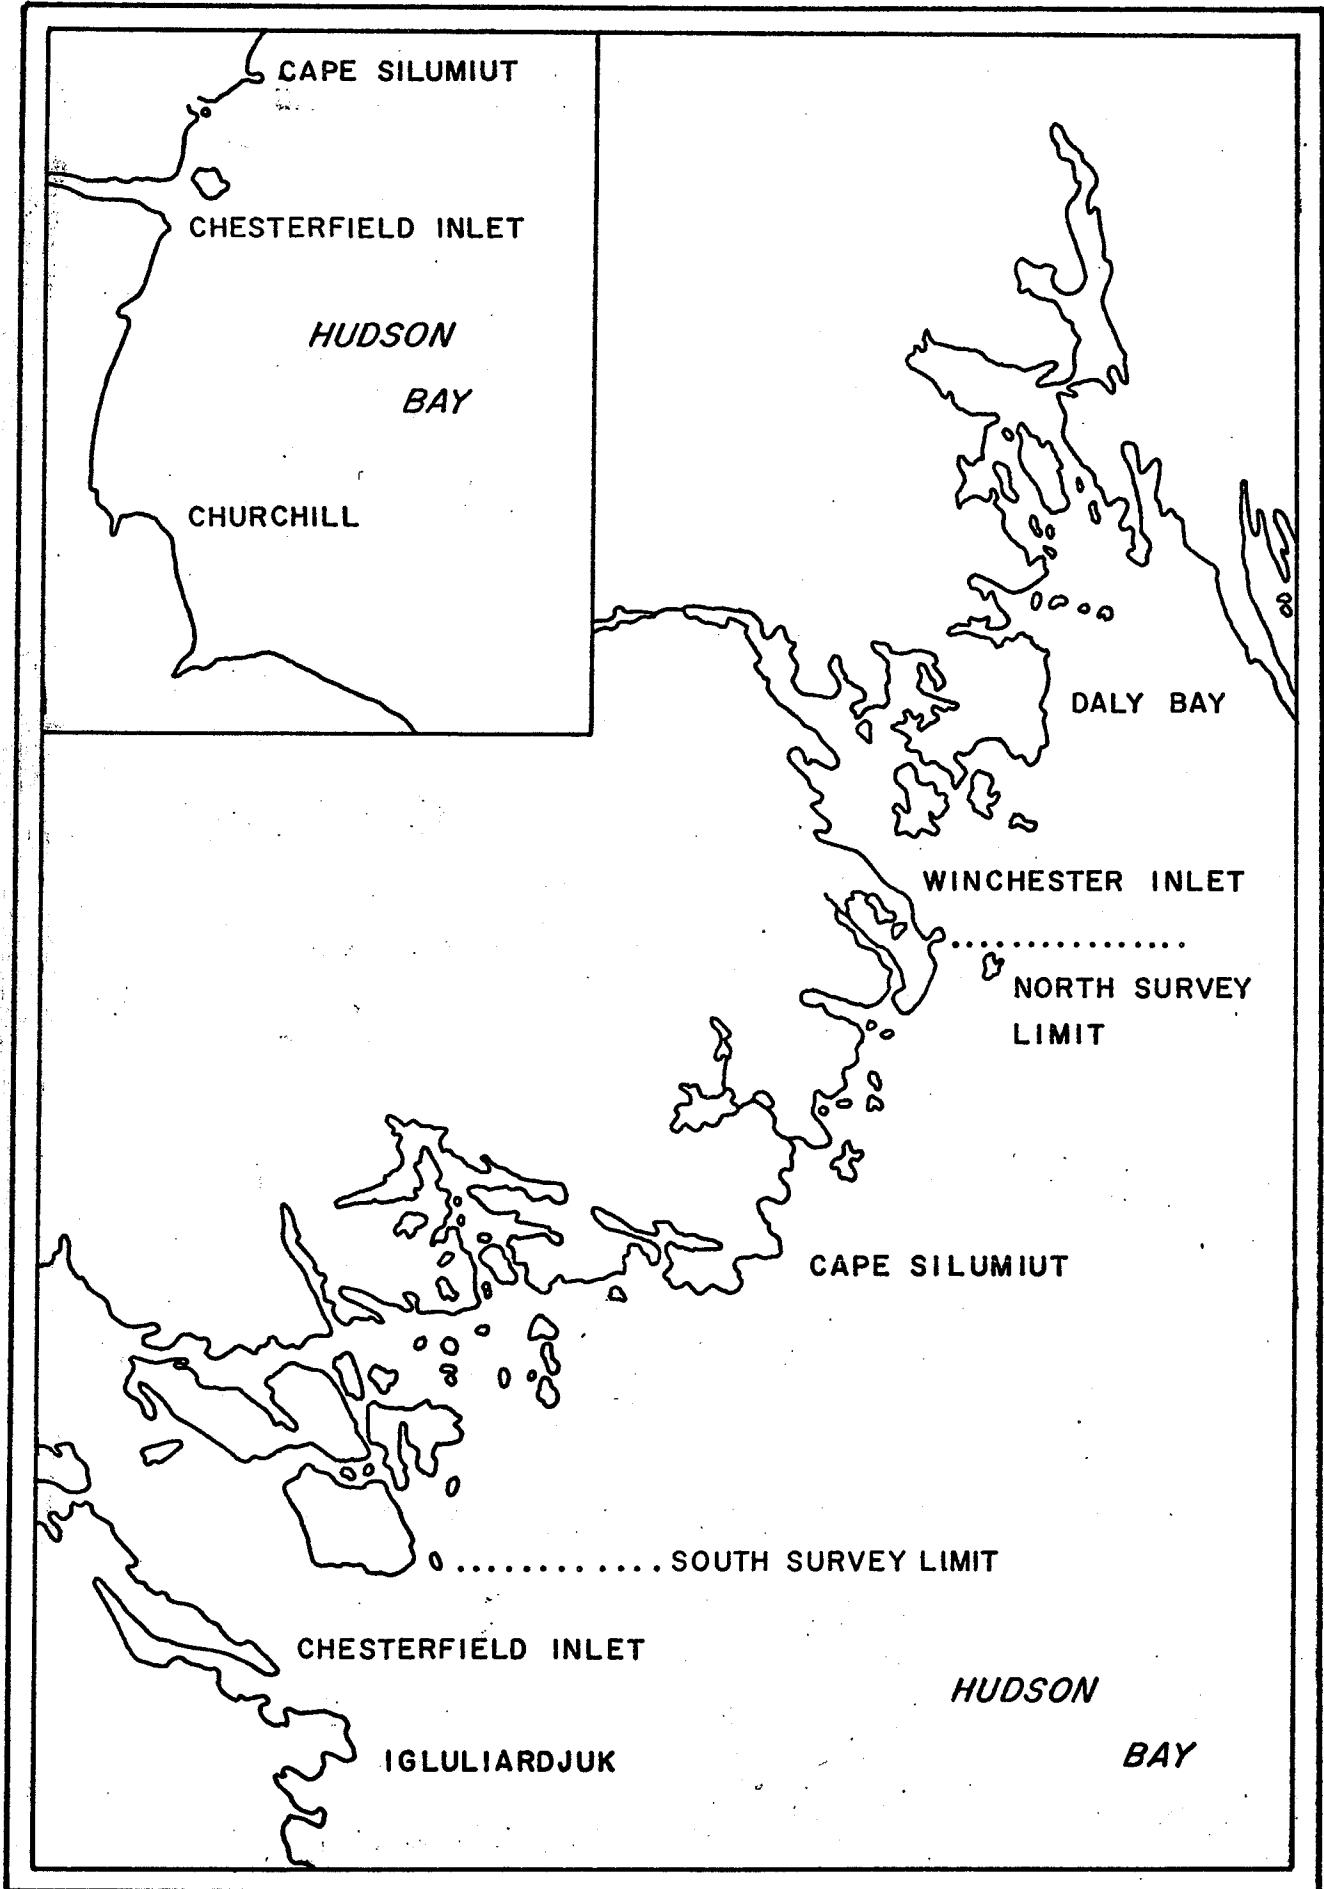 CAPE SILUMIUT
CHESTERFIELD INLET
HUDSON
BAY
CHURCHILL
DALY BAY
WINCHESTER INLET
NORTH SURVEY
LIMIT
CAPE SILUMIUT
SOUTH SURVEY LIMIT
CHESTERFIELD INLET
HUDSON
BAY
IGLULIARDJUK